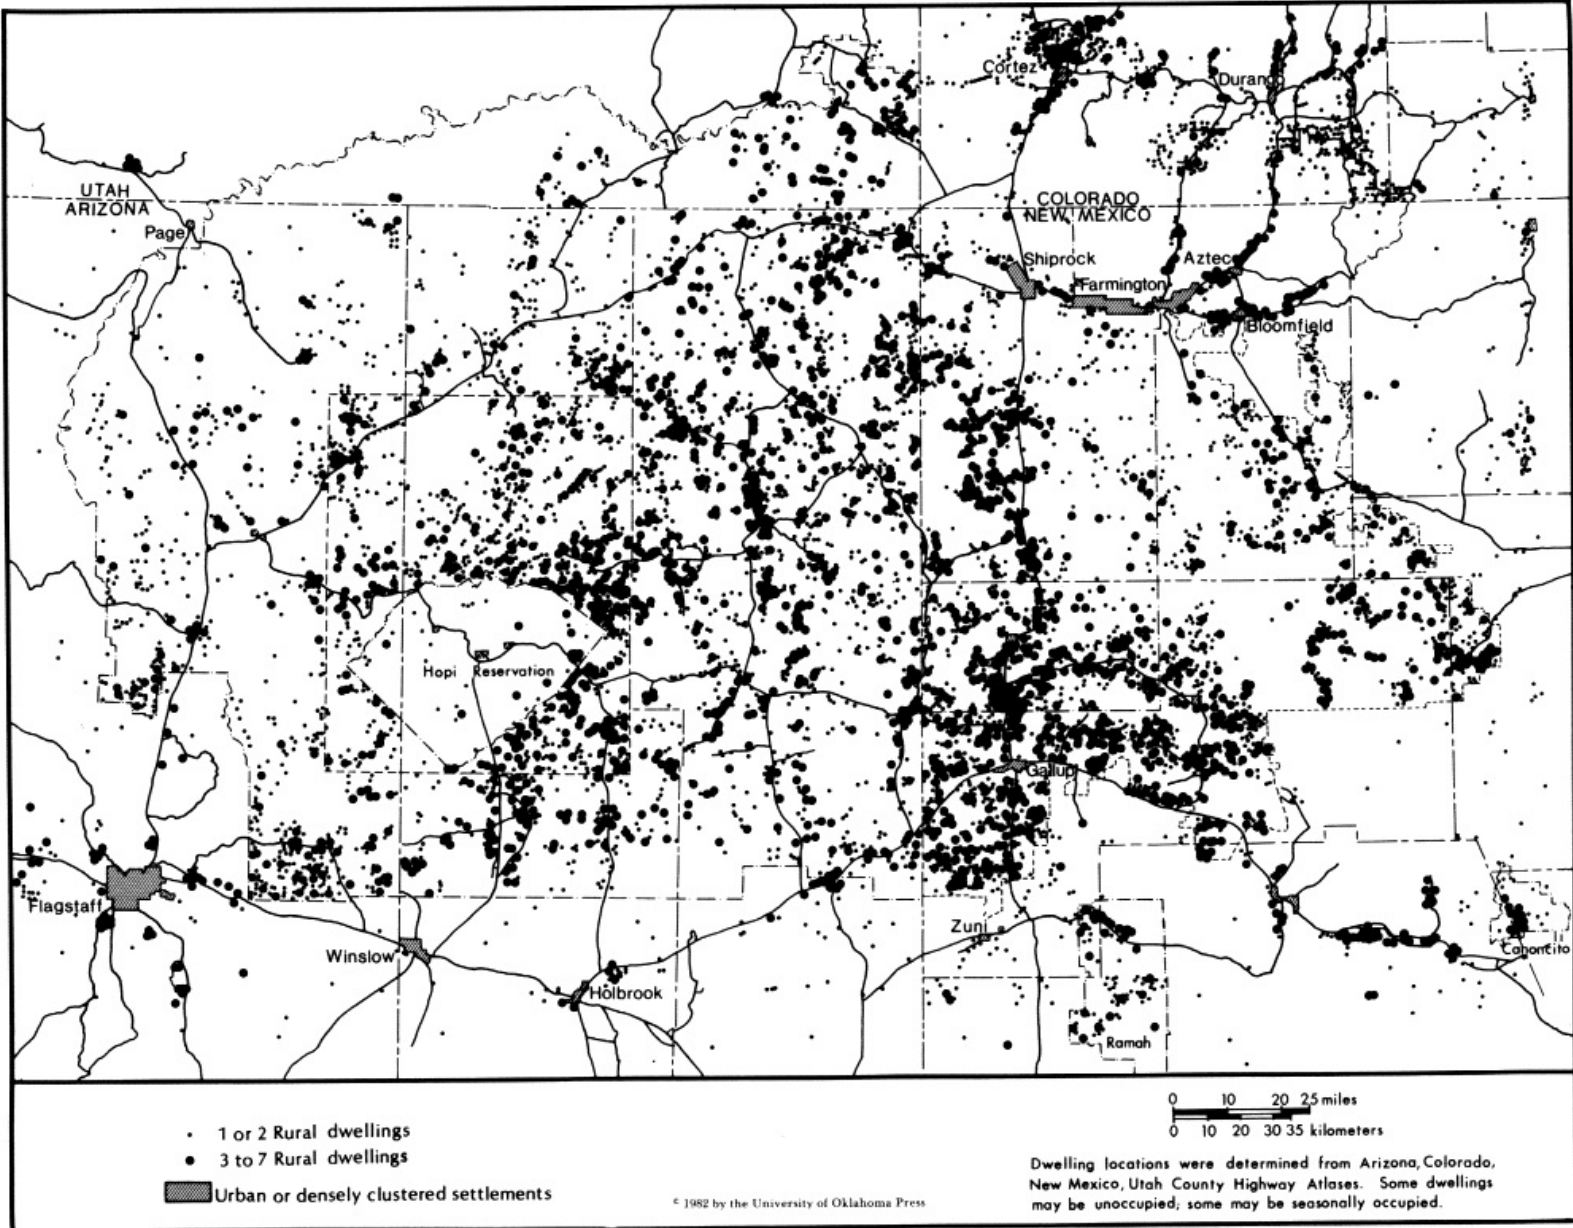 Cortez
Durango
UTAH
ARIZONA
COLORADO
NEW MEXICO
Page
Shiprock
Aztec
Farmington
Bloomfield
Hopi Reservation
Gallup
Flagstaff
Zuni
Winslow
Canoncito
Holbrook
Ramah
0 10 20 25 miles
0 10 20 30 35 kilometers
1 or 2 Rural dwellings
3 to 7 Rural dwellings
Urban or densely clustered settlements
© 1982 by the University of Oklahoma Press
Dwelling locations were determined from Arizona, Colorado,
New Mexico, Utah County Highway Atlases. Some dwellings
may be unoccupied; some may be seasonally occupied.